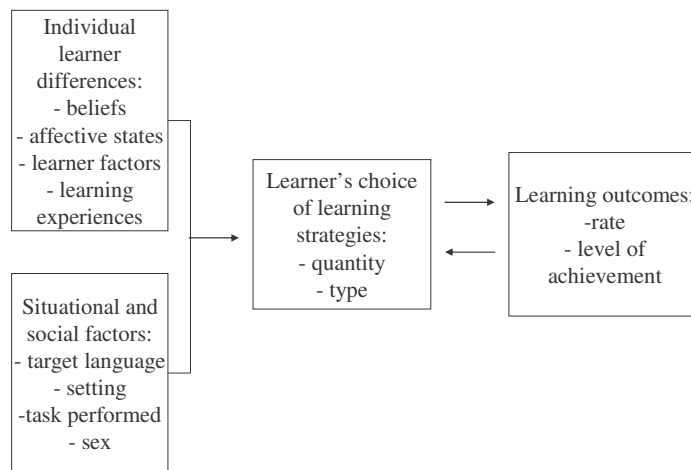 Individual
learner
differences:
- beliefs
- affective states
- learner factors
- learning
experiences
Situational and
social factors:
- target language
- setting
-task performed
- sex
Learner’s choice
of learning
strategies:
- quantity
- type
Learning outcomes:
-rate
- level of
achievement